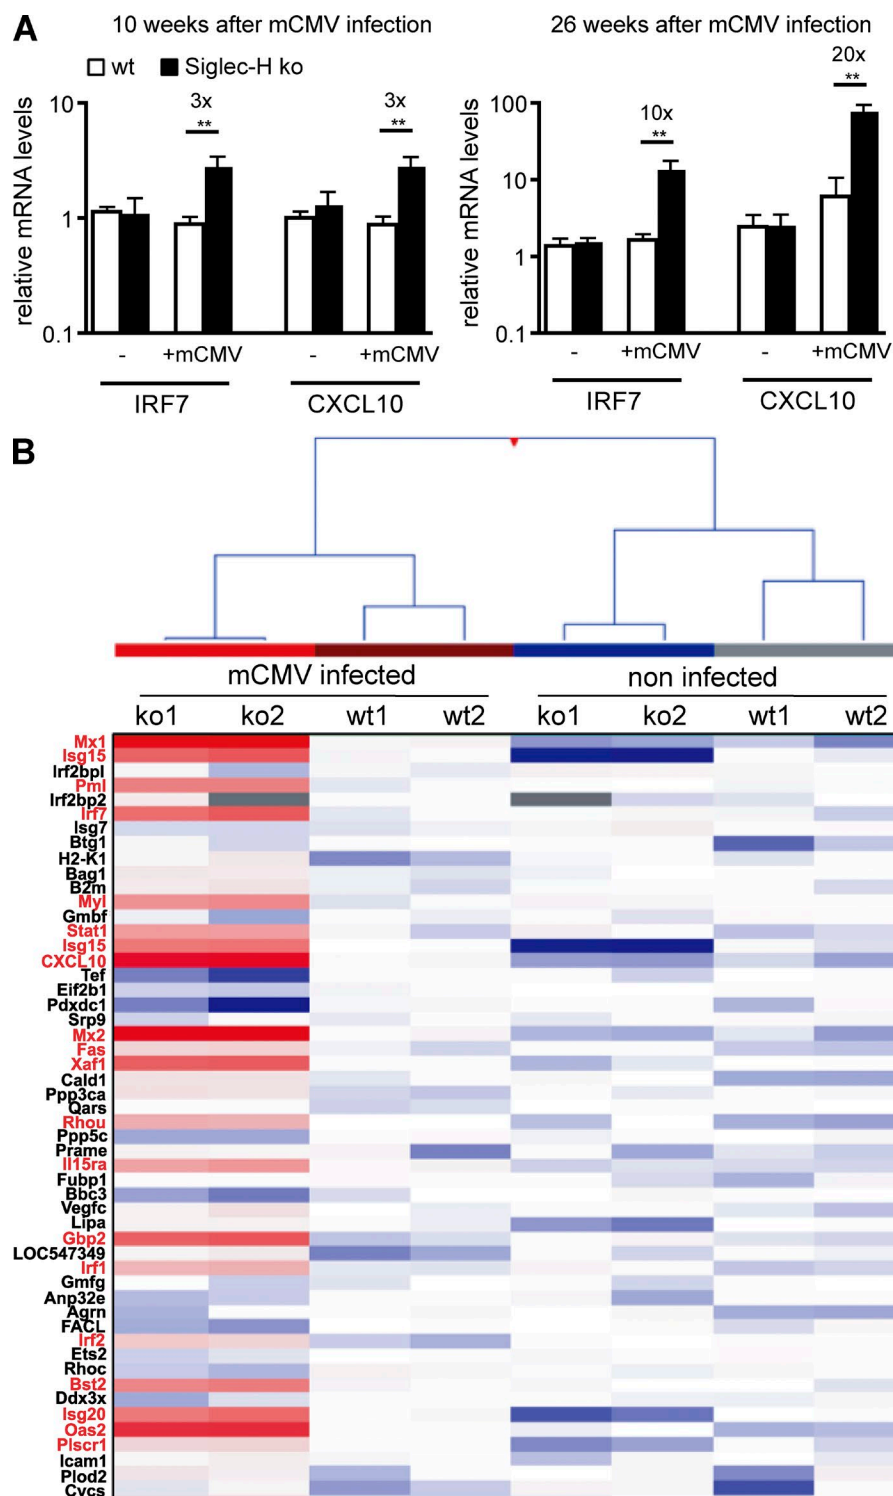 A
10 weeks after mCMV infection
26 weeks after mCMV infection
wt
Siglec-H ko
relative mRNA levels
10
1
0.1
3x
**
3x
**
- +mCMV - +mCMV
IRF7 CXCL10
relative mRNA levels
100
10
1
0.1
10x
**
20x
**
- +mCMV - +mCMV
IRF7 CXCL10
B
mCMV infected non infected
ko1 ko2 wt1 wt2 ko1 ko2 wt1 wt2
Mx1
Isg15
Irf2bpl
Pml
Irf2bp2
Irf7
Isg7
Btg1
H2-K1
Bag1
B2m
Myl
Gmbf
Stat1
Isg15
CXCL10
Tef
Eif2b1
Pdxdc1
Srp9
Mx2
Fas
Xaf1
Cald1
Ppp3ca
Qars
Rhou
Ppp5c
Prame
Il15ra
Fubp1
Bbc3
Vegfc
Lipa
Gbp2
LOC547349
Irf1
Gmfg
Anp32e
Agrn
FACL
Irf2
Ets2
Rhoc
Bst2
Ddx3x
Isg20
Oas2
Plscr1
Icam1
Plod2
Cycs